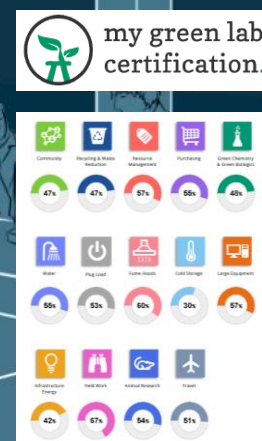 my green lab
certification.
Community
Recycling & Waste
Reduction
Resource
Management
Purchasing
Green Chemistry
& Green Biologics
47%
47%
57%
55%
48%
Water
Plug Load
Fume Hoods
Cold Storage
Large Equipment
55%
53%
60%
30%
57%
Infrastructure
Energy
Field Work
Animal Research
Travel
42%
67%
54%
51%